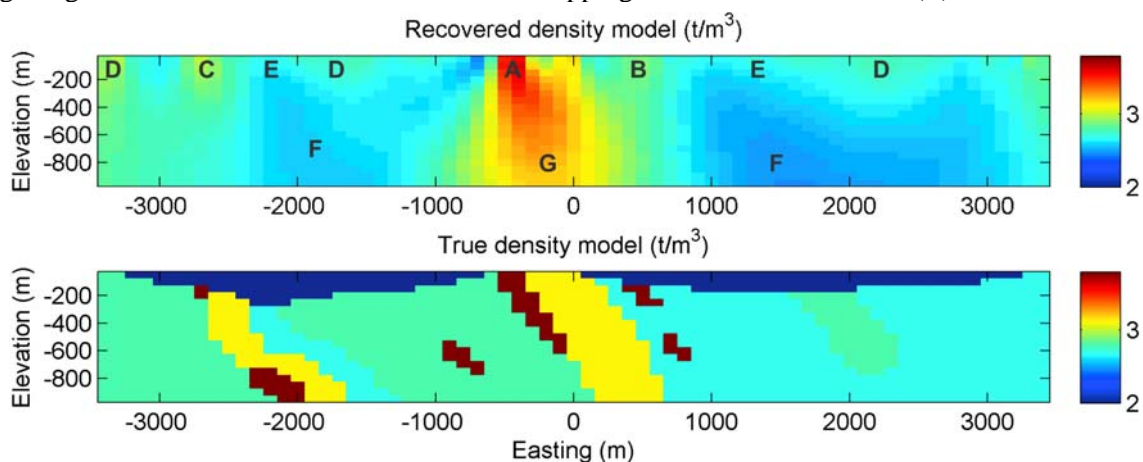 Recovered density model (t/m³)
Elevation (m)
-200
-400
-600
-800
D C E D A B E D
F G F
-3000 -2000 -1000 0 1000 2000 3000
3
2
True density model (t/m³)
Elevation (m)
-200
-400
-600
-800
-3000 -2000 -1000 0 1000 2000 3000
Easting (m)
3
2